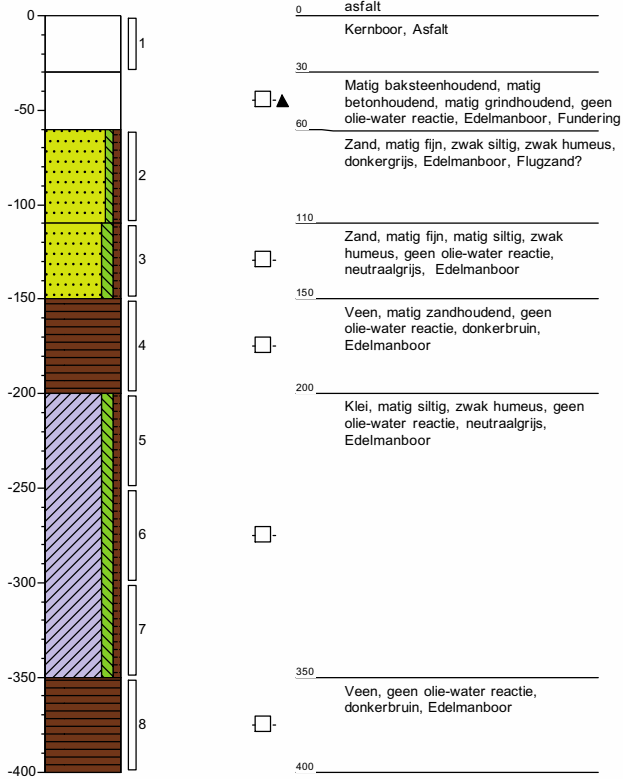 asfalt
0
0
Kernboor, Asfalt
1
30
Matig baksteenhoudend, matig
betonhoudend, matig grindhoudend, geen
olie-water reactie, Edelmanboor, Fundering
-50
60
Zand, matig fijn, zwak siltig, zwak humeus,
donkergrijs, Edelmanboor, Flugzand?
2
-100
110
Zand, matig fijn, matig siltig, zwak
humeus, geen olie-water reactie,
neutraalgrijs, Edelmanboor
3
-150
150
Veen, matig zandhoudend, geen
olie-water reactie, donkerbruin,
Edelmanboor
4
-200
200
Klei, matig siltig, zwak humeus, geen
olie-water reactie, neutraalgrijs,
Edelmanboor
5
-250
6
-300
7
-350
350
Veen, geen olie-water reactie,
donkerbruin, Edelmanboor
8
-400
400